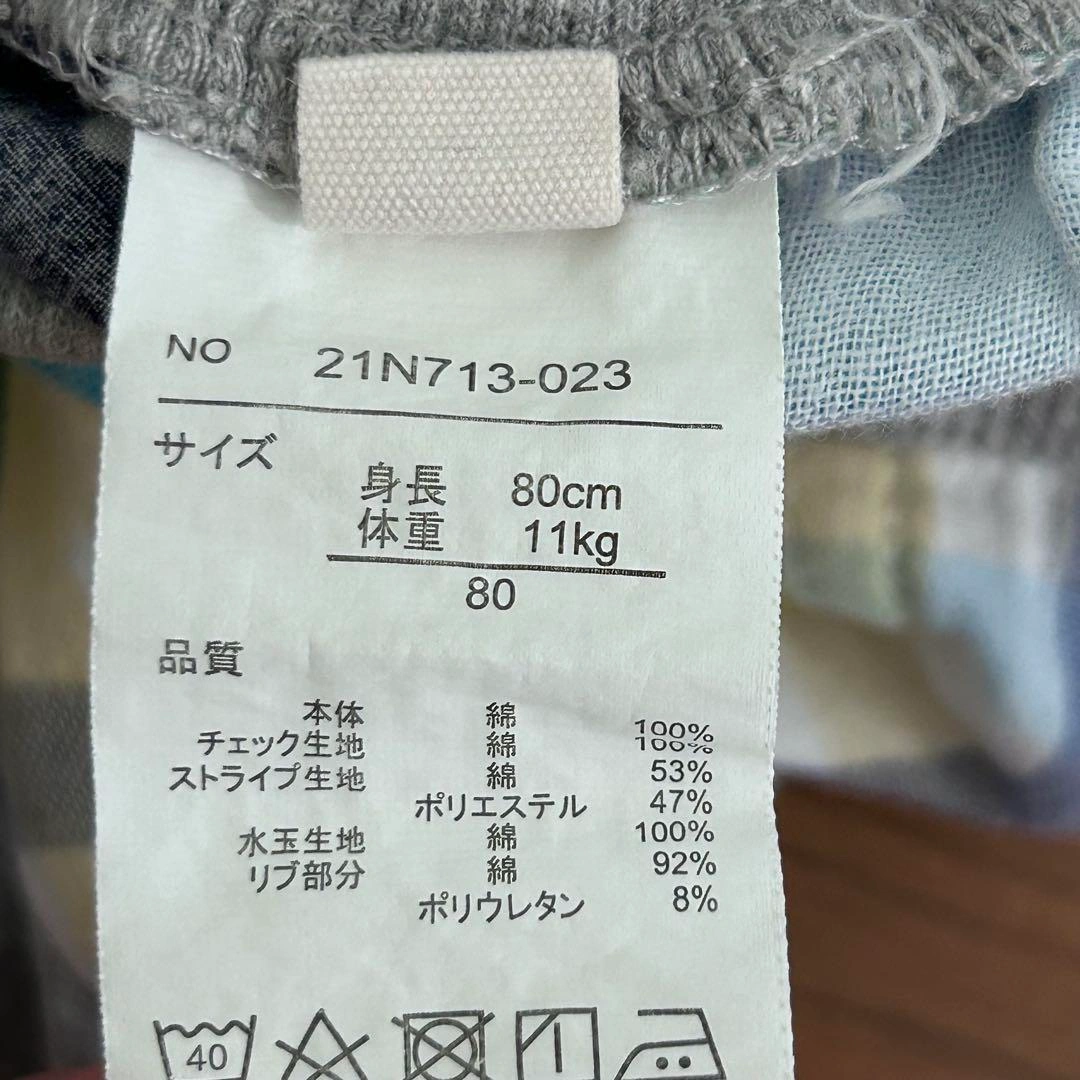 NO 21N713-023
サイズ
身長 80cm
体重 11kg
80
品質
本体 綿 100%
チェック生地 綿 100%
ストライプ生地 綿 53%
ポリエステル 47%
水玉生地 綿 100%
リブ部分 綿 92%
ポリウレタン 8%
40